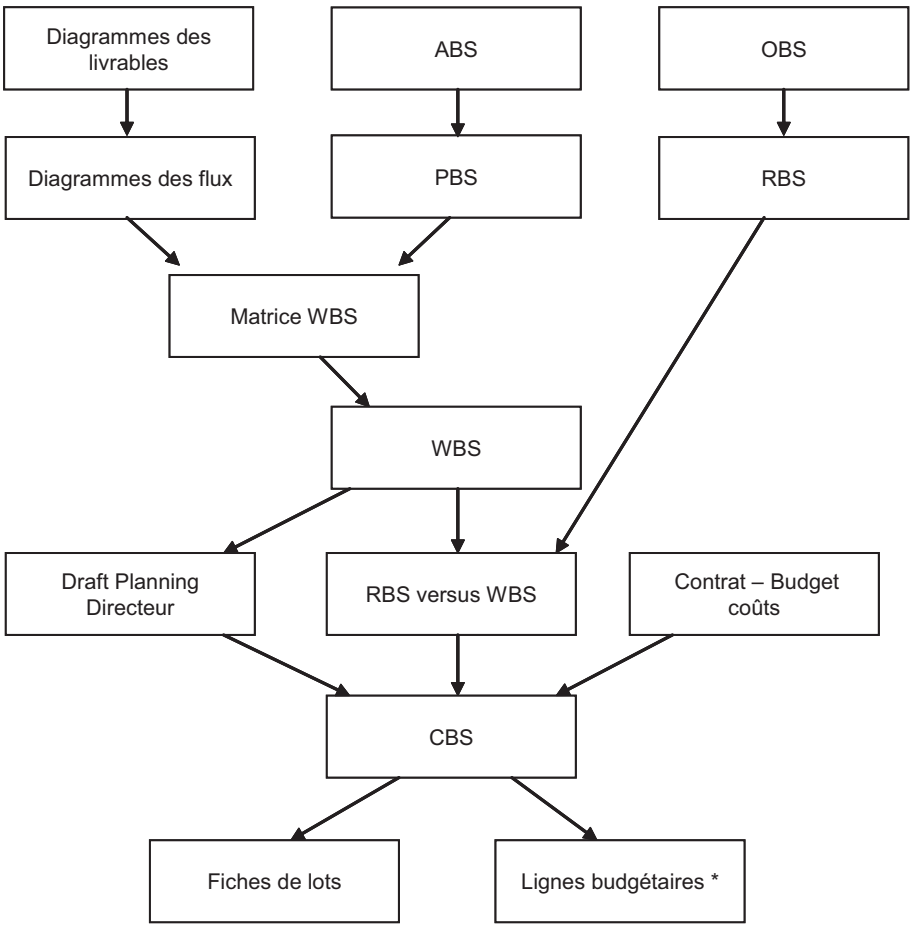 Diagrammes des
livrables
ABS
OBS
Diagrammes des flux
PBS
RBS
Matrice WBS
WBS
Draft Planning
Directeur
RBS versus WBS
Contrat – Budget
coûts
CBS
Fiches de lots
Lignes budgétaires *